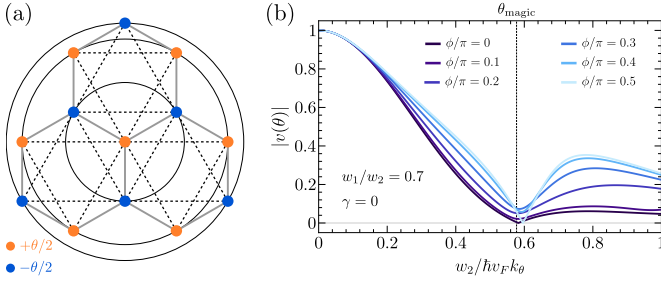 (a)
+θ/2
−θ/2
(b)
θmagic
1
0.8
0.6
0.4
0.2
0
|v(θ)|
ϕ/π = 0
ϕ/π = 0.1
ϕ/π = 0.2
ϕ/π = 0.3
ϕ/π = 0.4
ϕ/π = 0.5
w₁/w₂ = 0.7
γ = 0
0 0.2 0.4 0.6 0.8 1
w₂/ℏv_F k_θ